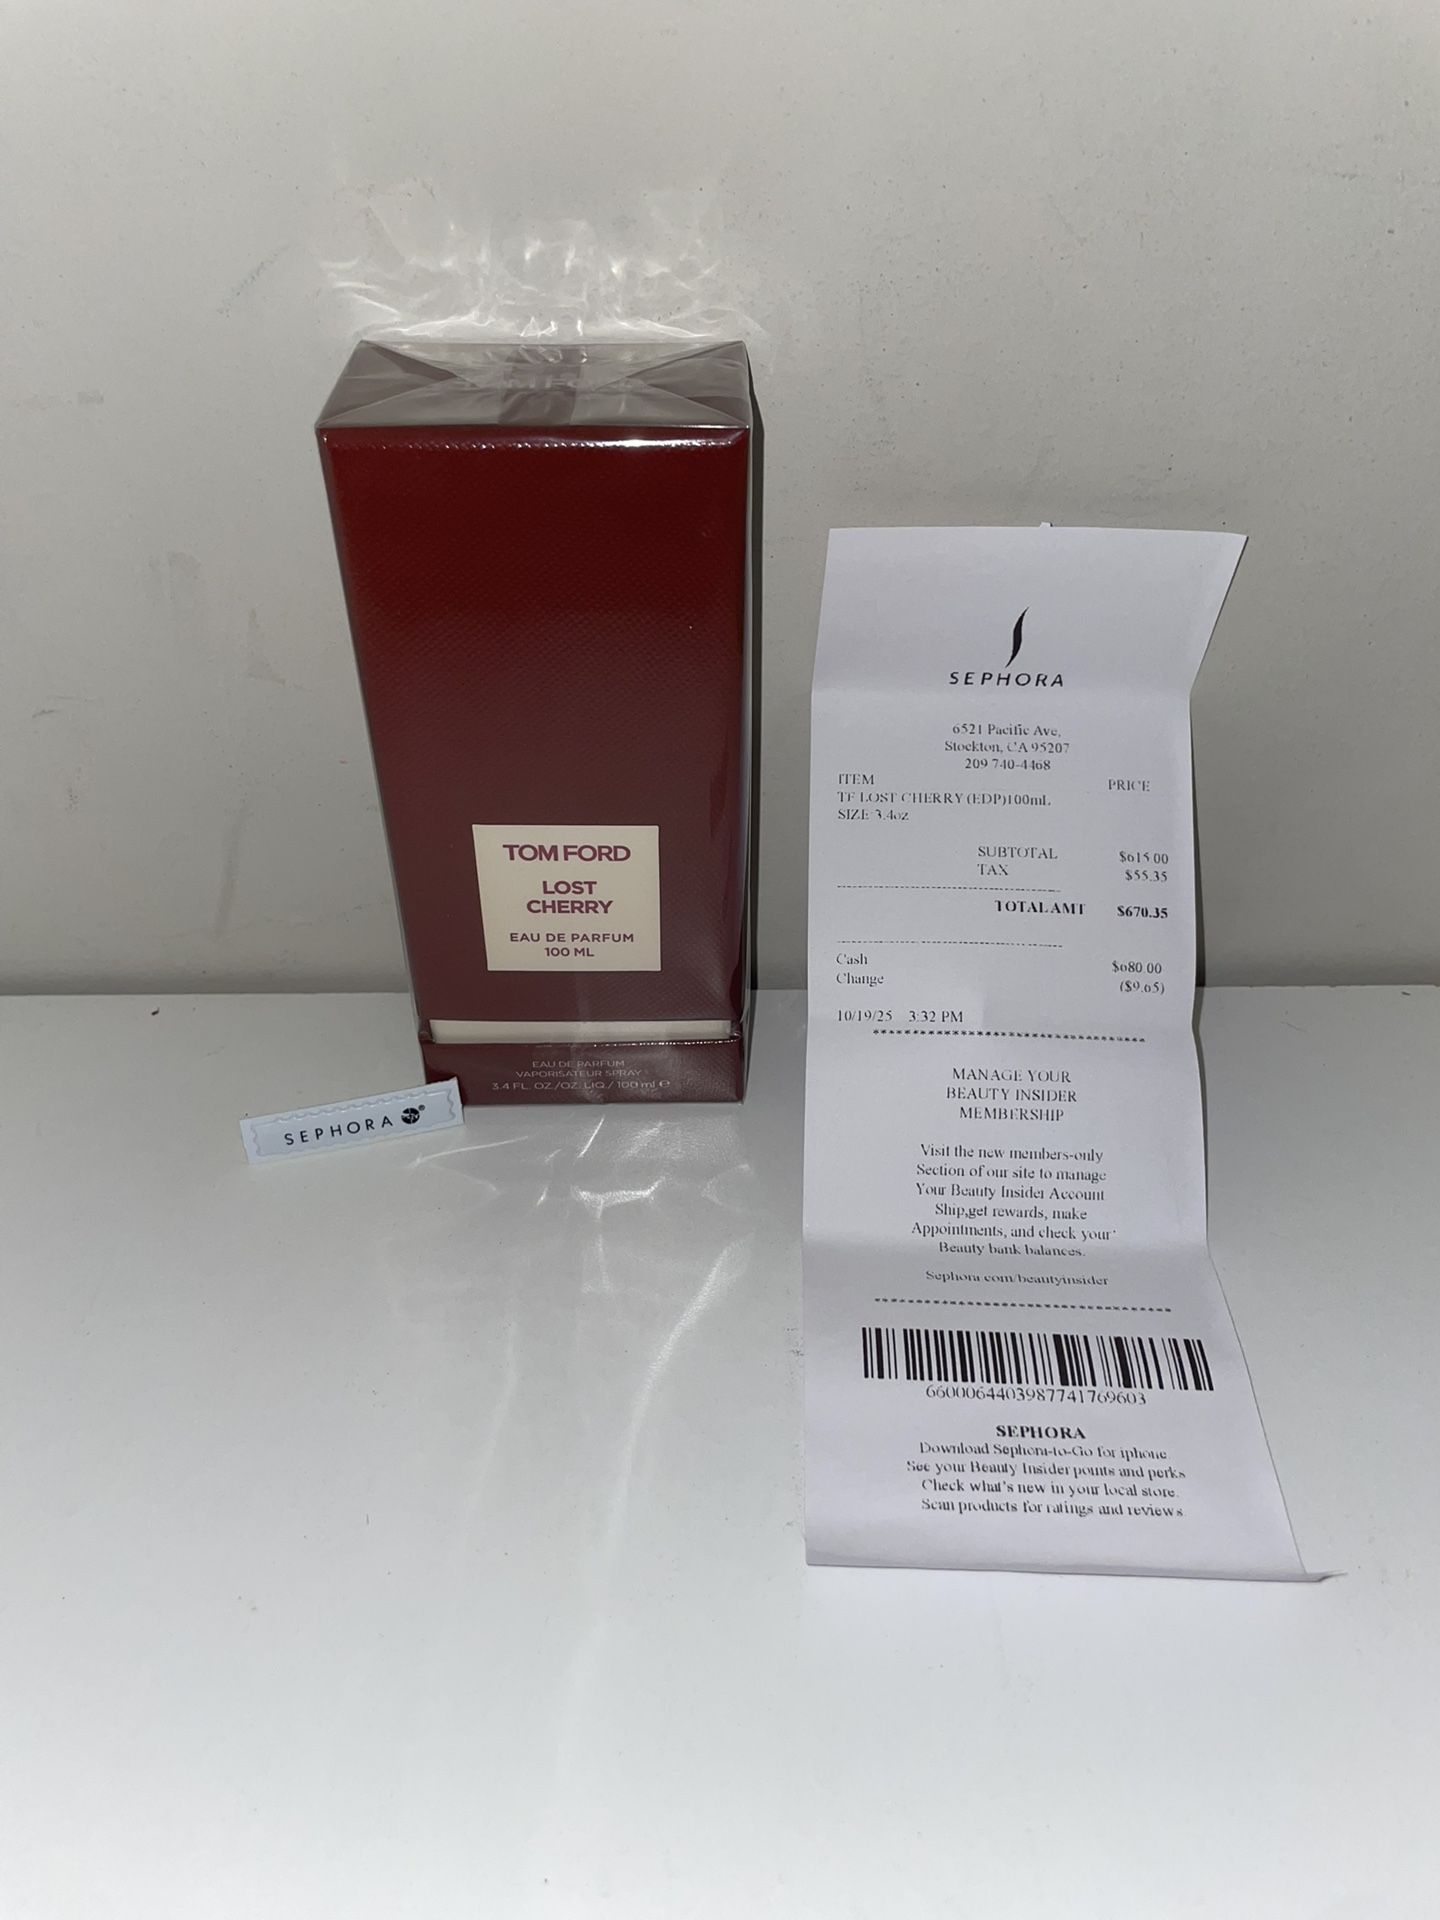 TOM FORD
LOST
CHERRY
EAU DE PARFUM
100 ML
EAU DE PARFUM
VAPORISATEUR SPRAY
3.4 FL. OZ./OZ. LIQ./ 100 ml ℮
SEPHORA ®
SEPHORA
6521 Pacific Ave,
Stockton, CA 95207
209 740-4468
ITEM PRICE
TF LOST CHERRY (EDP)100mL
SIZE 3.4oz
SUBTOTAL $615.00
TAX $55.35
TOTAL AMT $670.35
Cash $680.00
Change ($9.65)
10/19/25 3:32 PM
************************************
MANAGE YOUR
BEAUTY INSIDER
MEMBERSHIP
Visit the new members-only
Section of our site to manage
Your Beauty Insider Account
Ship,get rewards, make
Appointments, and check your'
Beauty bank balances.
Sephora.com/beautyinsider
************************************
6600064403987741769603
SEPHORA
Download Sephora-to-Go for iphone.
See your Beauty Insider points and perks
Check what's new in your local store.
Scan products for ratings and reviews